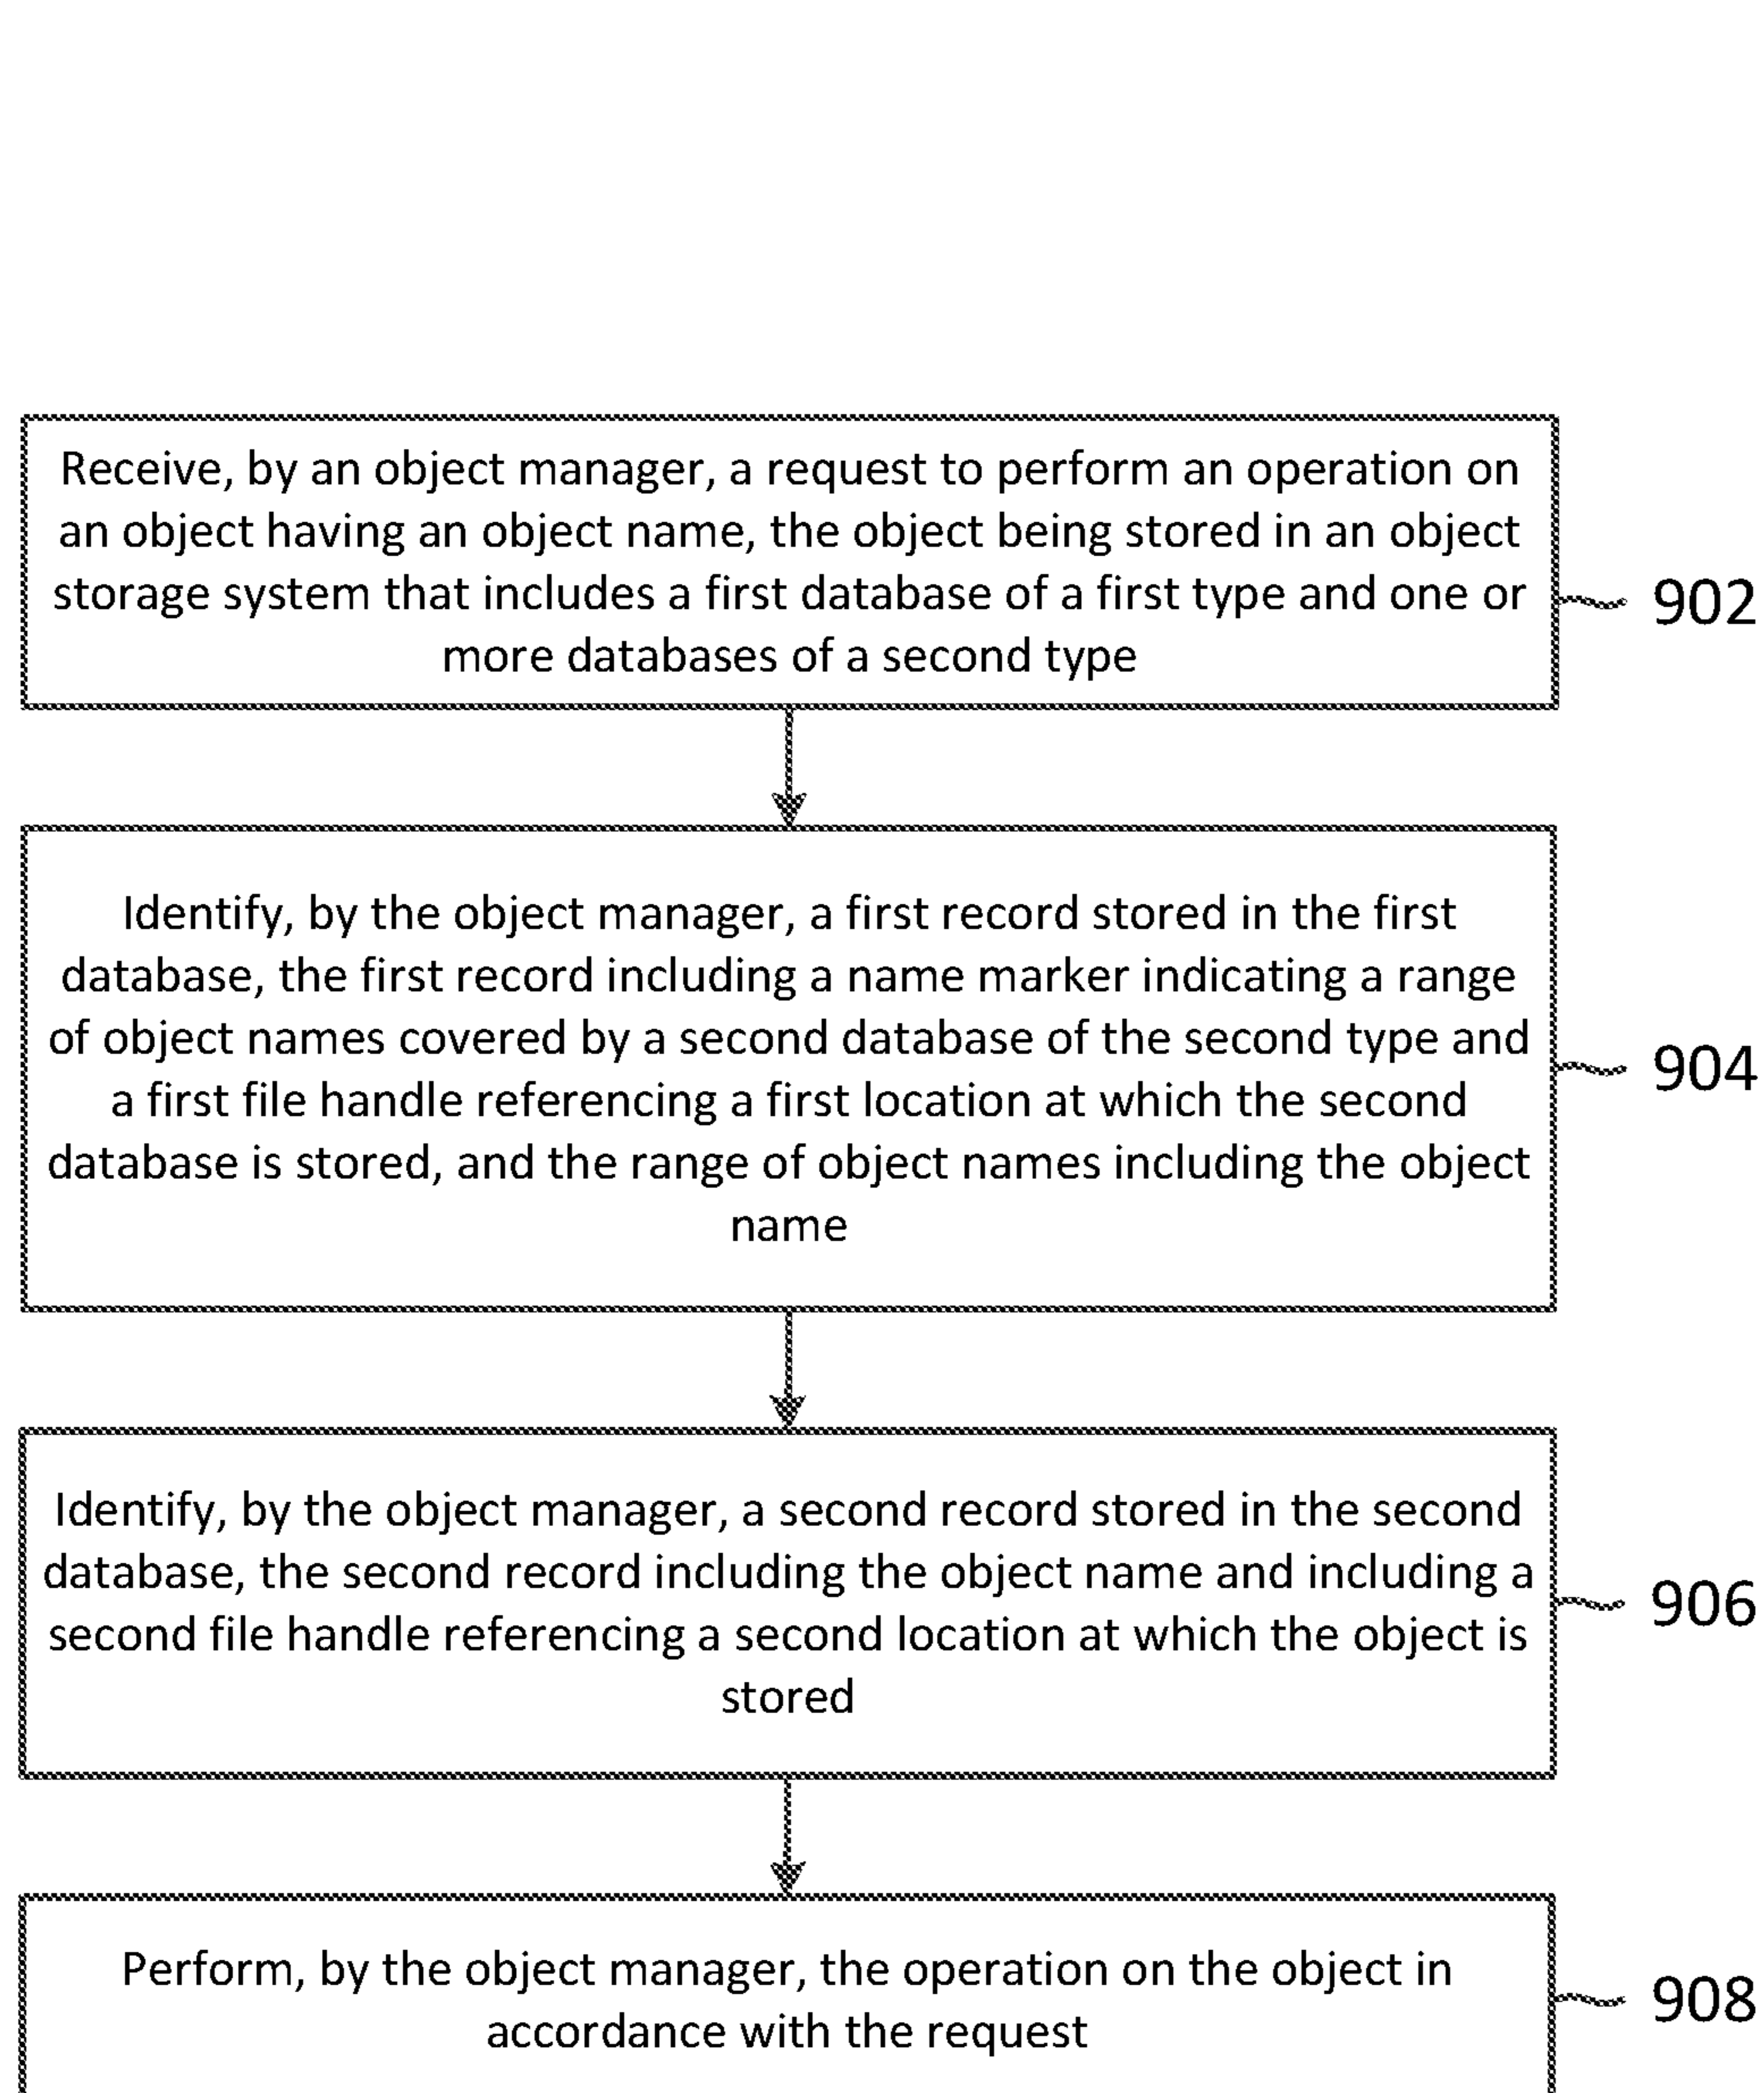 Receive, by an object manager, a request to perform an operation on
an object having an object name, the object being stored in an object
storage system that includes a first database of a first type and one or
more databases of a second type
902
Identify, by the object manager, a first record stored in the first
database, the first record including a name marker indicating a range
of object names covered by a second database of the second type and
a first file handle referencing a first location at which the second
database is stored, and the range of object names including the object
name
904
Identify, by the object manager, a second record stored in the second
database, the second record including the object name and including a
second file handle referencing a second location at which the object is
stored
906
Perform, by the object manager, the operation on the object in
accordance with the request
908